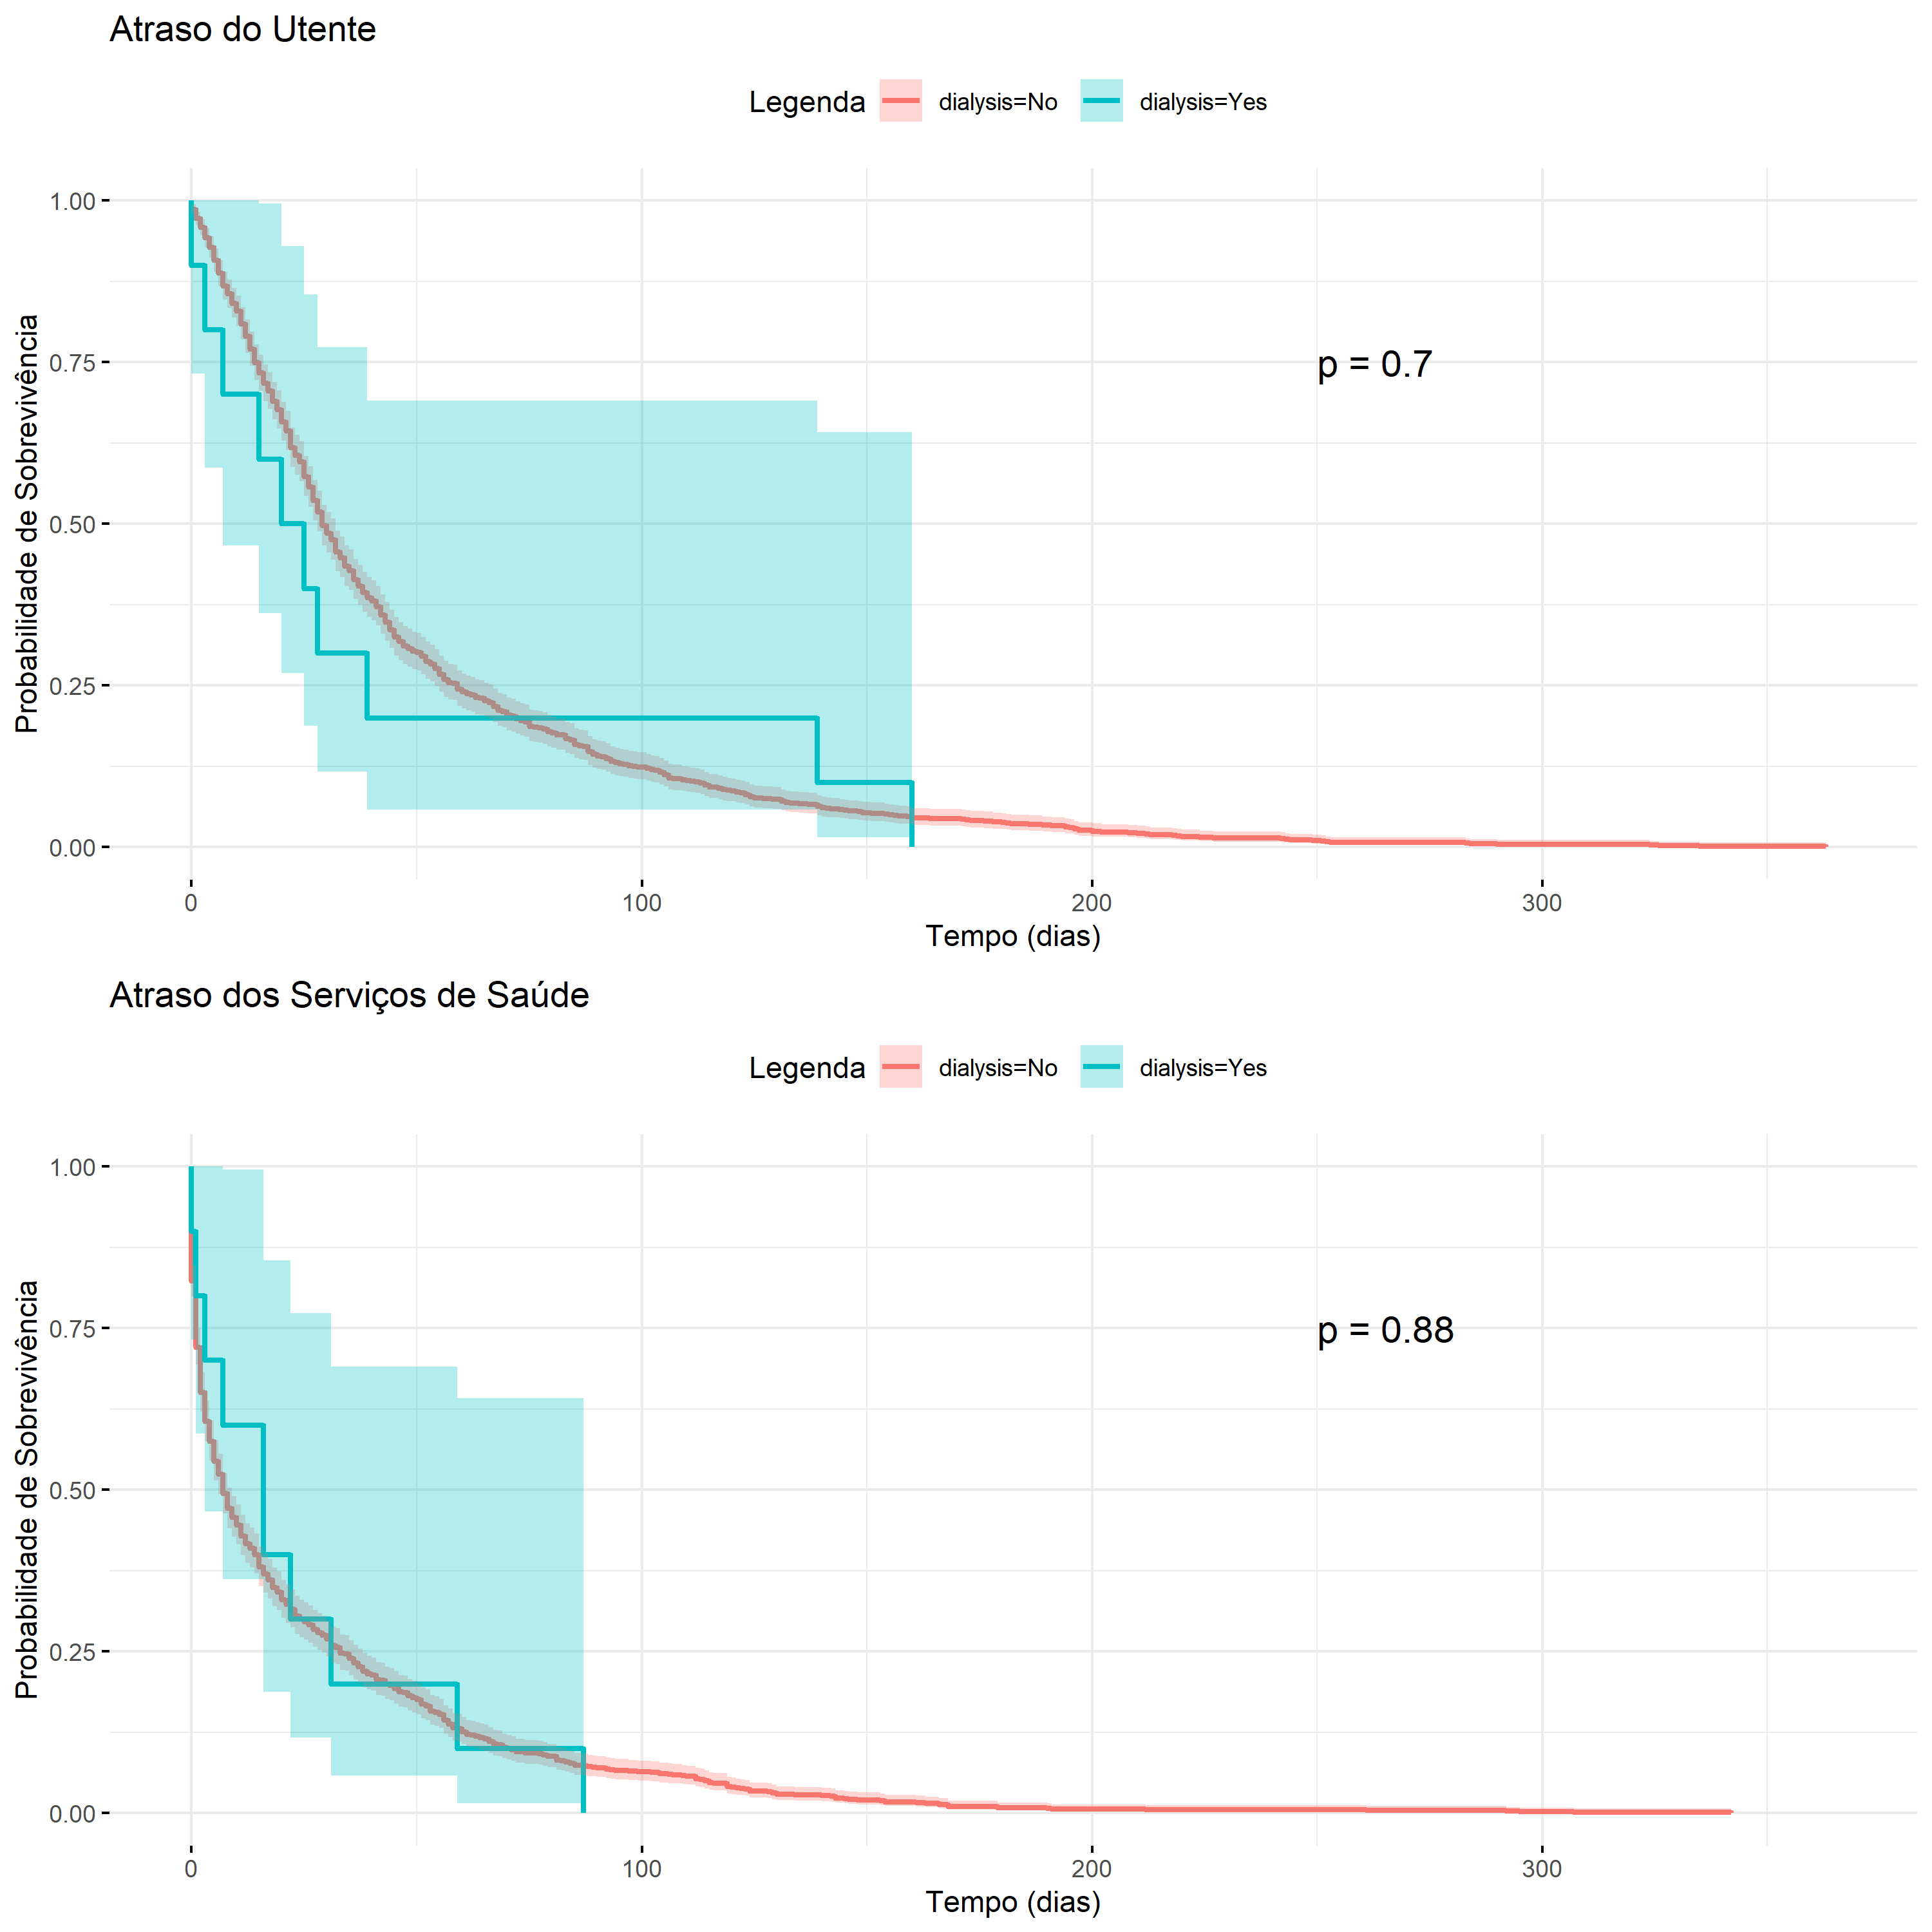 Atraso do Utente
Legenda dialysis=No dialysis=Yes
Probabilidade de Sobrevivência
1.00
0.75
0.50
0.25
0.00
p = 0.7
0 100 200 300
Tempo (dias)
Atraso dos Serviços de Saúde
Legenda dialysis=No dialysis=Yes
Probabilidade de Sobrevivência
1.00
0.75
0.50
0.25
0.00
p = 0.88
0 100 200 300
Tempo (dias)